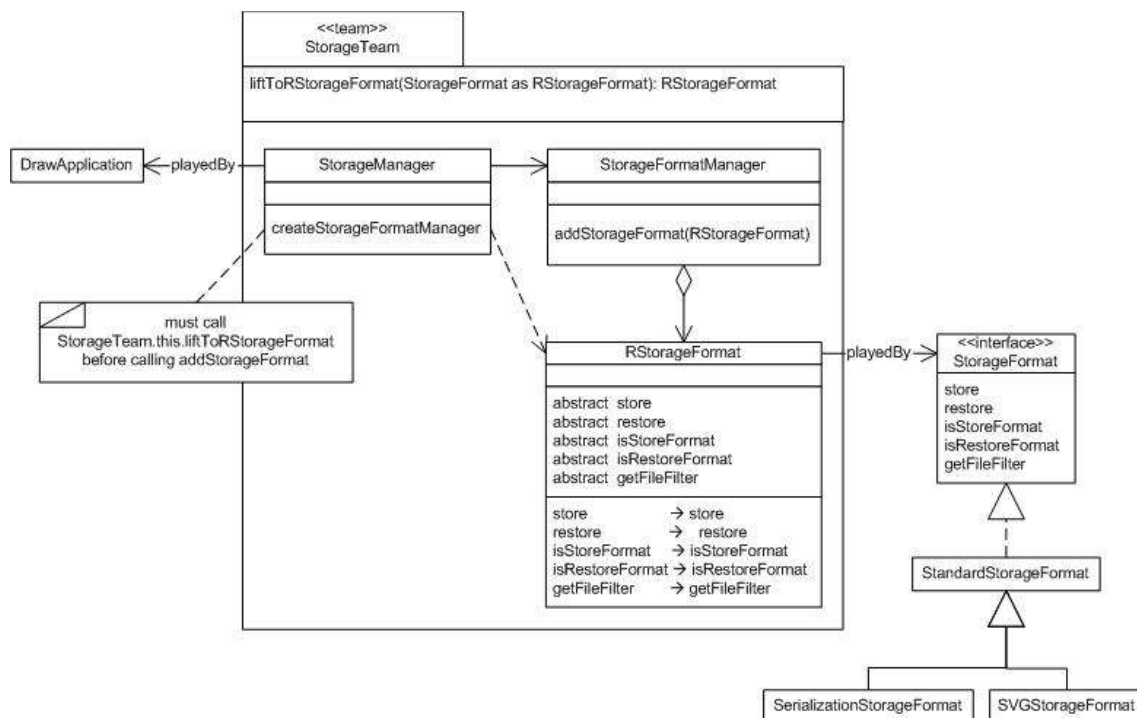 <<team>>
StorageTeam
liftToRStorageFormat(StorageFormat as RStorageFormat): RStorageFormat
DrawApplication
playedBy
StorageManager
StorageFormatManager
createStorageFormatManager
addStorageFormat(RStorageFormat)
must call
StorageTeam.this.liftToRStorageFormat
before calling addStorageFormat
RStorageFormat
playedBy
<<interface>>
StorageFormat
abstract store
abstract restore
abstract isStoreFormat
abstract isRestoreFormat
abstract getFileFilter
store
restore
isStoreFormat
isRestoreFormat
getFileFilter
store → store
restore → restore
isStoreFormat → isStoreFormat
isRestoreFormat → isRestoreFormat
getFileFilter → getFileFilter
StandardStorageFormat
SerializationStorageFormat
SVGStorageFormat